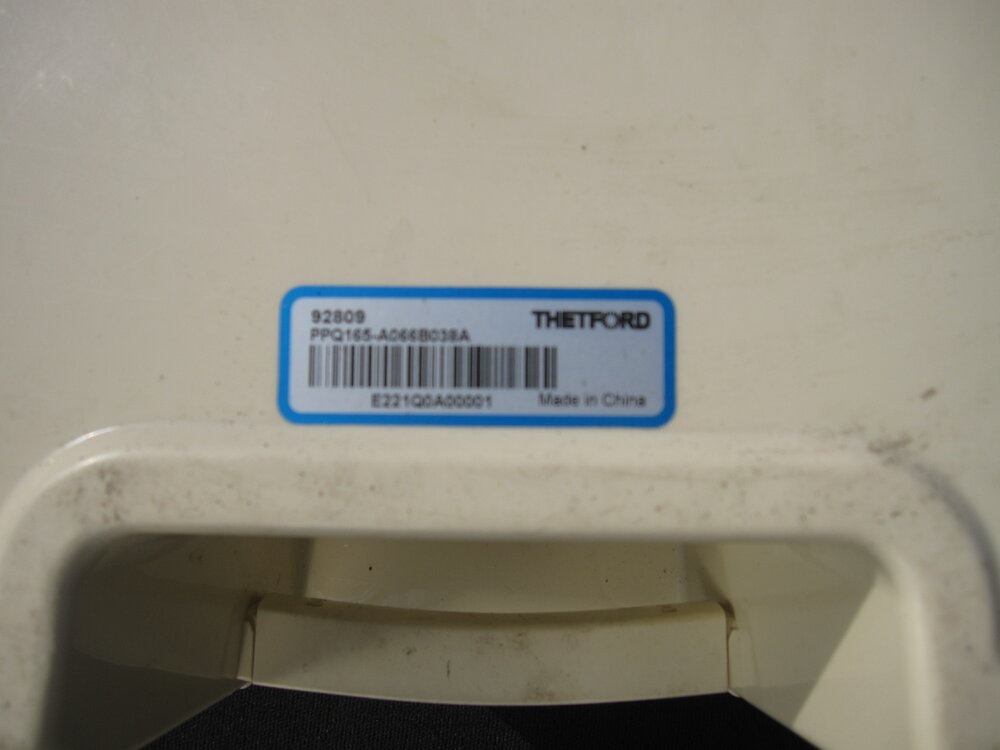 92809
THETFORD
PPQ165-A066B038A
E221Q0A00001
Made in China